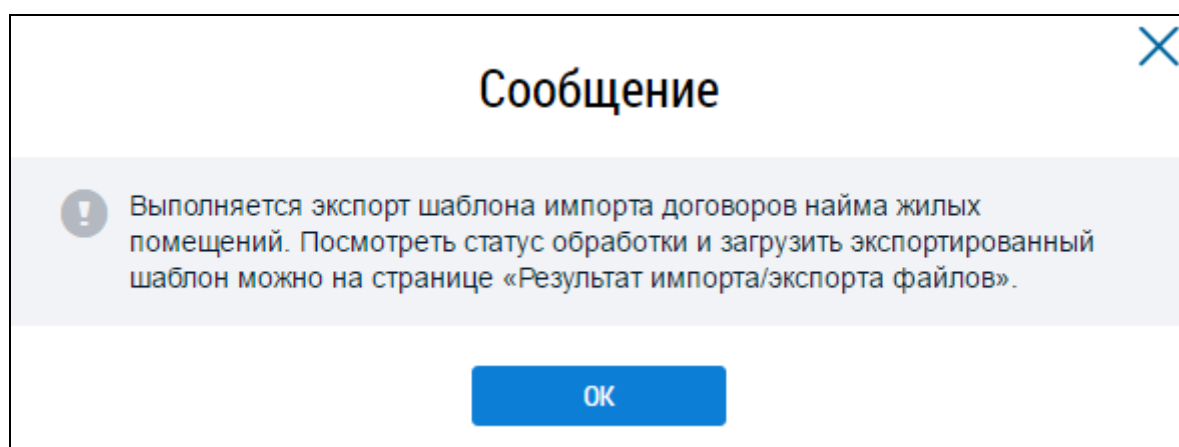 Сообщение
Выполняется экспорт шаблона импорта договоров найма жилых
помещений. Посмотреть статус обработки и загрузить экспортированный
шаблон можно на странице «Результат импорта/экспорта файлов».
ОК